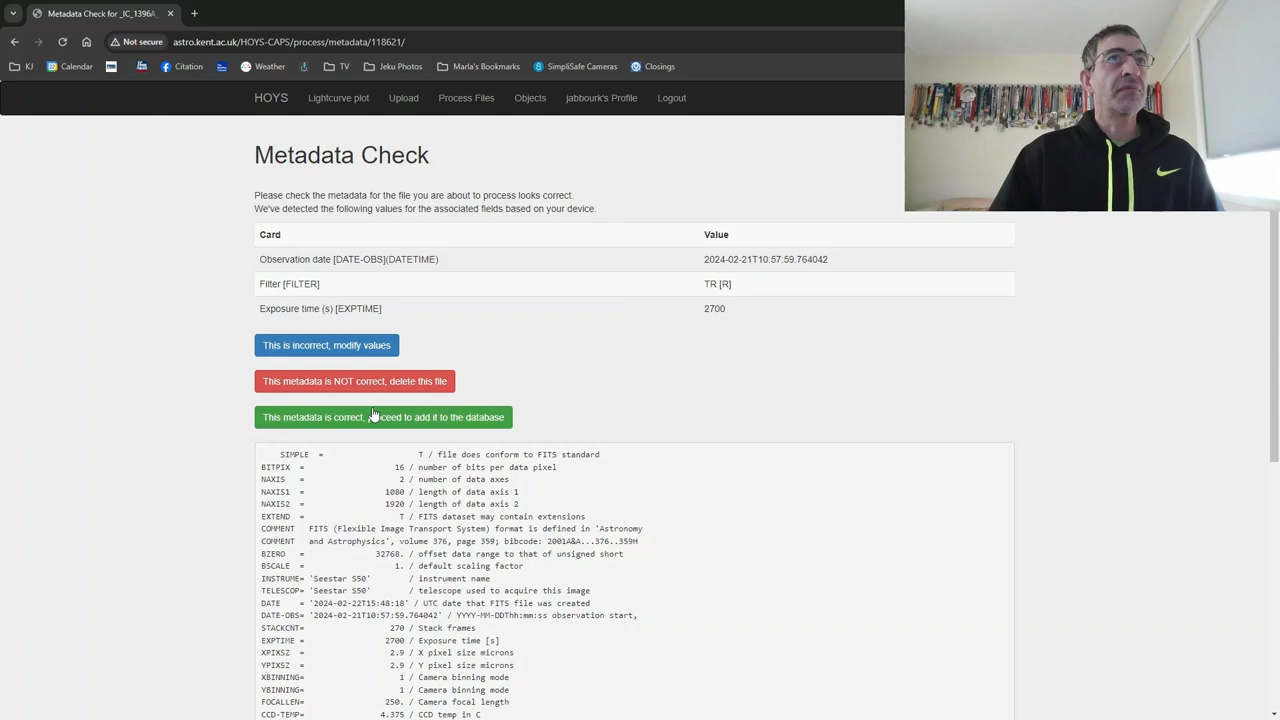 Metadata Check for _IC_1396A_
Not secure
astro.kent.ac.uk/HOYS-CAPS/process/metadata/118621/
KJ
Calendar
Citation
Weather
TV
Jeku Photos
Marla's Bookmarks
SimpliSafe Cameras
Closings
HOYS
Lightcurve plot
Upload
Process Files
Objects
jabbourk's Profile
Logout
Metadata Check
Please check the metadata for the file you are about to process looks correct.
We've detected the following values for the associated fields based on your device.
Card Value
Observation date [DATE-OBS](DATETIME) 2024-02-21T10:57:59.764042
Filter [FILTER] TR [R]
Exposure time (s) [EXPTIME] 2700
This is incorrect, modify values
This metadata is NOT correct, delete this file
This metadata is correct, proceed to add it to the database
SIMPLE = T / file does conform to FITS standard
BITPIX = 16 / number of bits per data pixel
NAXIS = 2 / number of data axes
NAXIS1 = 1080 / length of data axis 1
NAXIS2 = 1920 / length of data axis 2
EXTEND = T / FITS dataset may contain extensions
COMMENT FITS (Flexible Image Transport System) format is defined in 'Astronomy
COMMENT and Astrophysics', volume 376, page 359; bibcode: 2001A&A...376..359H
BZERO = 32768. / offset data range to that of unsigned short
BSCALE = 1. / default scaling factor
INSTRUME= 'Seestar S50' / instrument name
TELESCOP= 'Seestar S50' / telescope used to acquire this image
DATE = '2024-02-22T15:48:18' / UTC date that FITS file was created
DATE-OBS= '2024-02-21T10:57:59.764042' / YYYY-MM-DDThh:mm:ss observation start,
STACKCNT= 270 / Stack frames
EXPTIME = 2700 / Exposure time [s]
XPIXSZ = 2.9 / X pixel size microns
YPIXSZ = 2.9 / Y pixel size microns
XBINNING= 1 / Camera binning mode
YBINNING= 1 / Camera binning mode
FOCALLEN= 250. / Camera focal length
CCD-TEMP= 4.375 / CCD temp in C